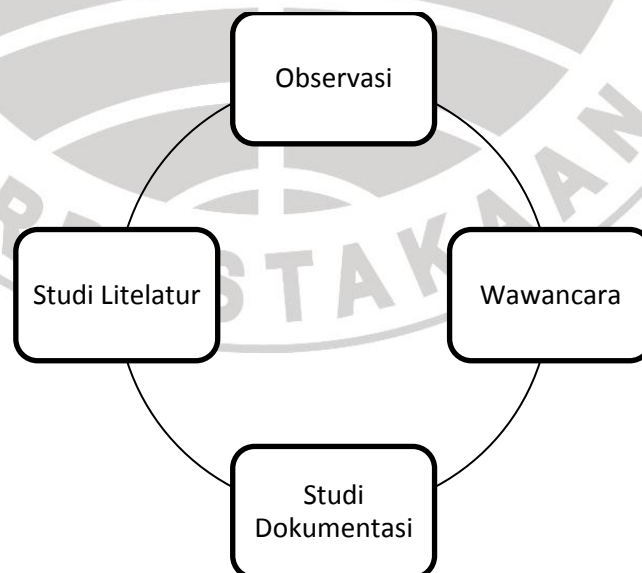 Observasi
Studi Litelatur
Wawancara
Studi
Dokumentasi